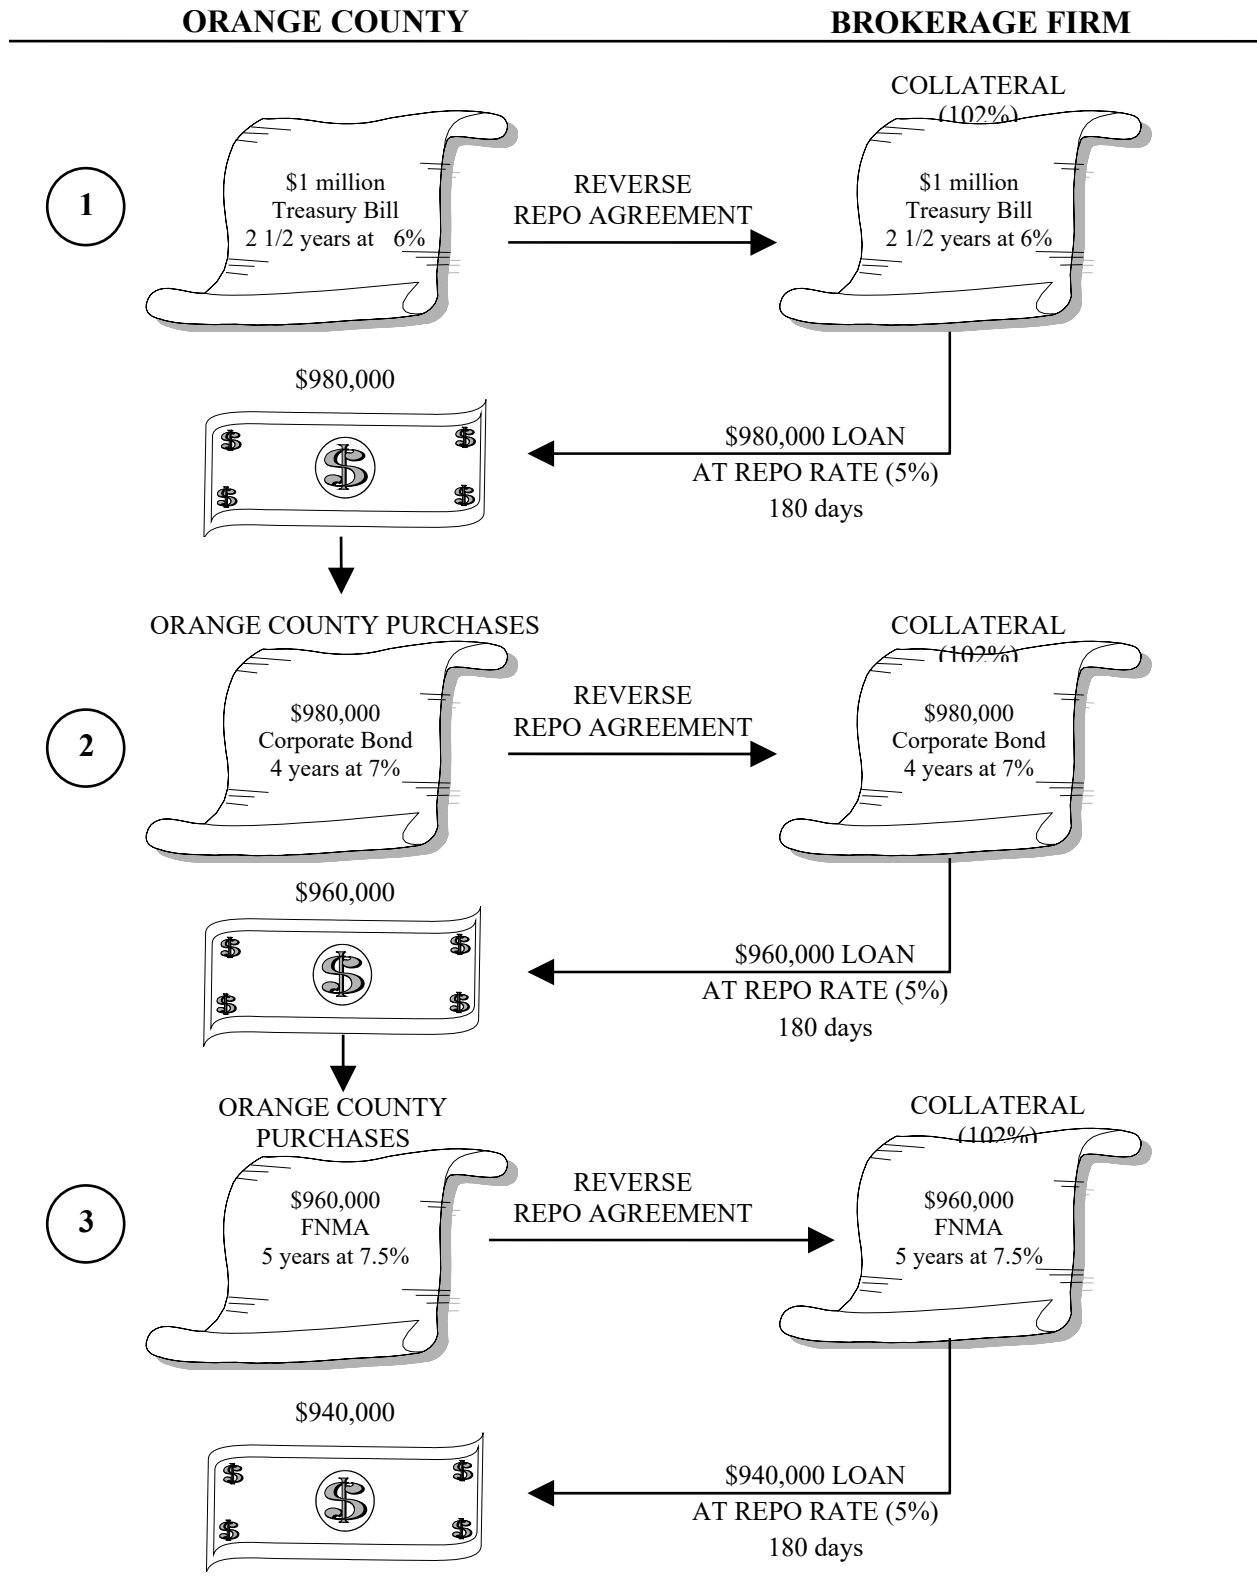 ORANGE COUNTY
BROKERAGE FIRM
COLLATERAL
(102%)
1
$1 million
Treasury Bill
2 1/2 years at 6%
REVERSE
REPO AGREEMENT
$1 million
Treasury Bill
2 1/2 years at 6%
$980,000
$
$
$
$
$
$980,000 LOAN
AT REPO RATE (5%)
180 days
ORANGE COUNTY PURCHASES
COLLATERAL
(102%)
2
$980,000
Corporate Bond
4 years at 7%
REVERSE
REPO AGREEMENT
$980,000
Corporate Bond
4 years at 7%
$960,000
$
$
$
$
$
$960,000 LOAN
AT REPO RATE (5%)
180 days
ORANGE COUNTY
PURCHASES
COLLATERAL
(102%)
3
$960,000
FNMA
5 years at 7.5%
REVERSE
REPO AGREEMENT
$960,000
FNMA
5 years at 7.5%
$940,000
$
$
$
$
$
$940,000 LOAN
AT REPO RATE (5%)
180 days